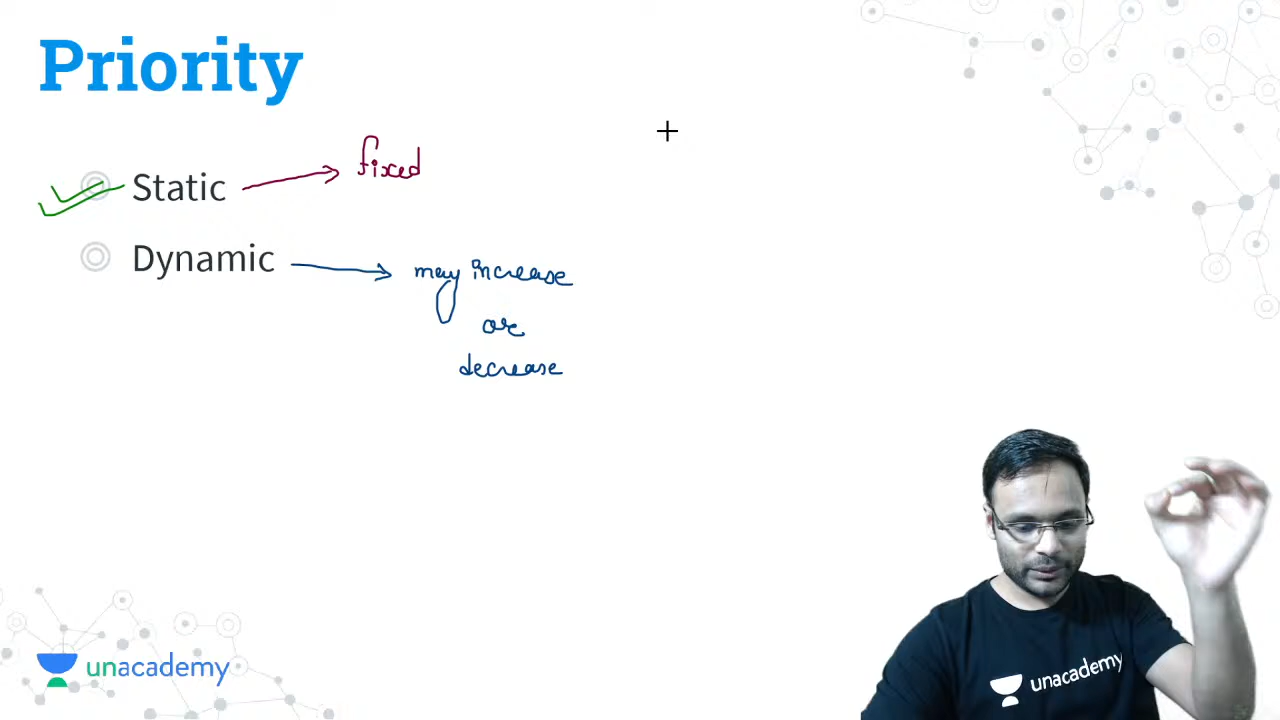 Priority
Static
fixed
Dynamic
may increase
or
decrease
unacademy
unacademy